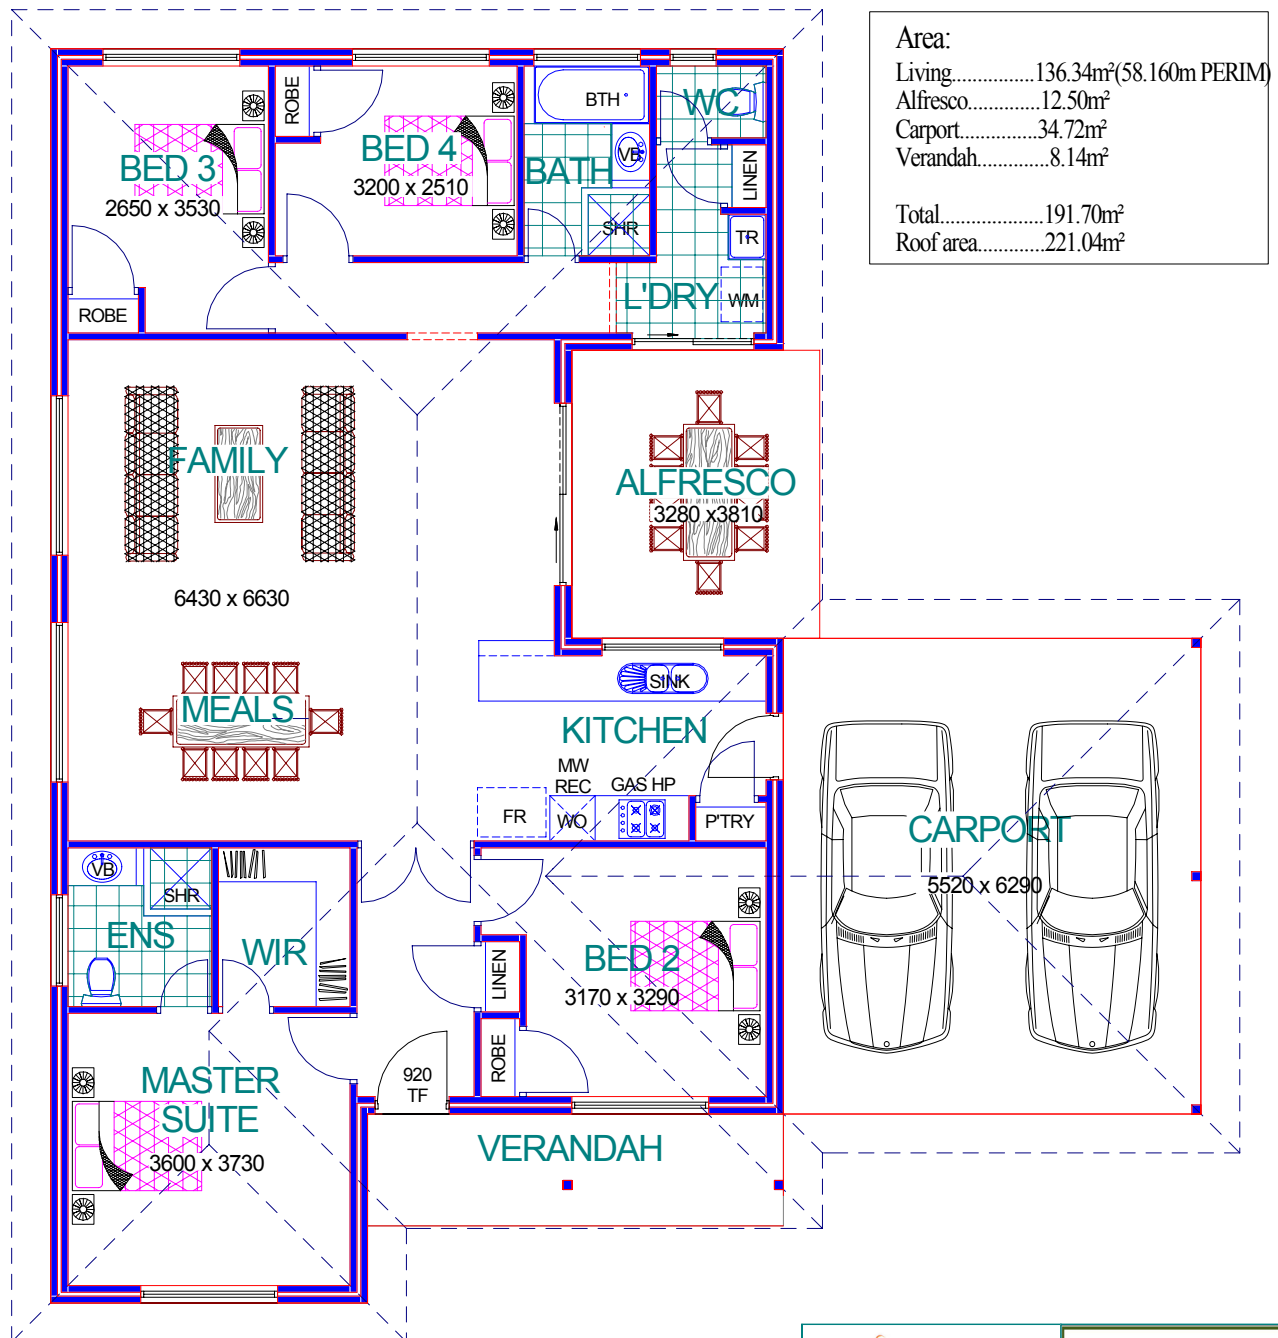 Area:
Living................136.34m²(58.160m PERIM)
Alfresco..............12.50m²
Carport...............34.72m²
Verandah..............8.14m²
Total....................191.70m²
Roof area.............221.04m²
ROBE
BTH
WC
BED 3
2650 x 3530
BED 4
3200 x 2510
BATH
VB
LINEN
SHR
TR
L'DRY
WM
ROBE
FAMILY
ALFRESCO
3280 x3810
6430 x 6630
SINK
MEALS
KITCHEN
MW
REC
GAS HP
FR
WO
P'TRY
CARPORT
5520 x 6290
VB
SHR
ENS
WIR
BED 2
3170 x 3290
LINEN
ROBE
920
TF
MASTER
SUITE
3600 x 3730
VERANDAH